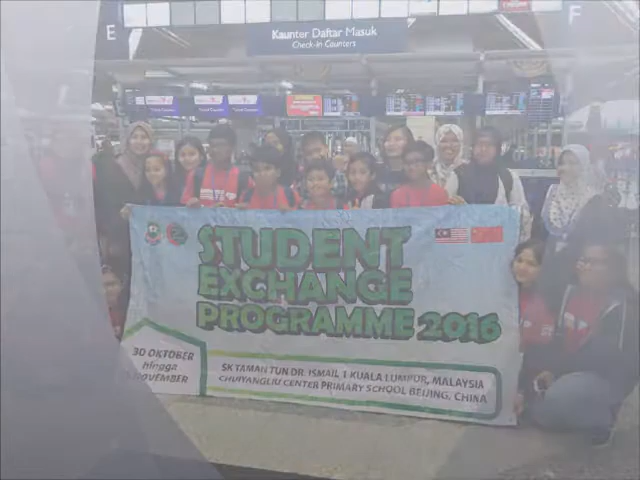 E
Kaunter Daftar Masuk
Check-in Counters
F
STUDENT
EXCHANGE
PROGRAMME 2016
30 OKTOBER
hingga
NOVEMBER
SK TAMAN TUN DR. ISMAIL 1 KUALA LUMPUR, MALAYSIA
CHUIYANGLIU CENTER PRIMARY SCHOOL BEIJING, CHINA